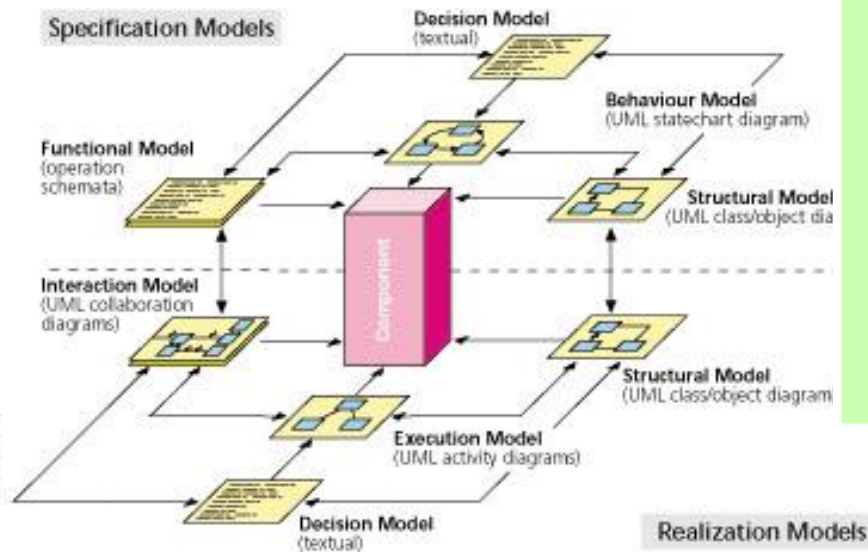 Specification Models
Decision Model
(textual)
Behaviour Model
(UML statechart diagram)
Functional Model
(operation
schemata)
Structural Model
(UML class/object dia
Component
Interaction Model
(UML collaboration
diagrams)
Structural Model
(UML class/object diagram
Execution Model
(UML activity diagrams)
Decision Model
(textual)
Realization Models